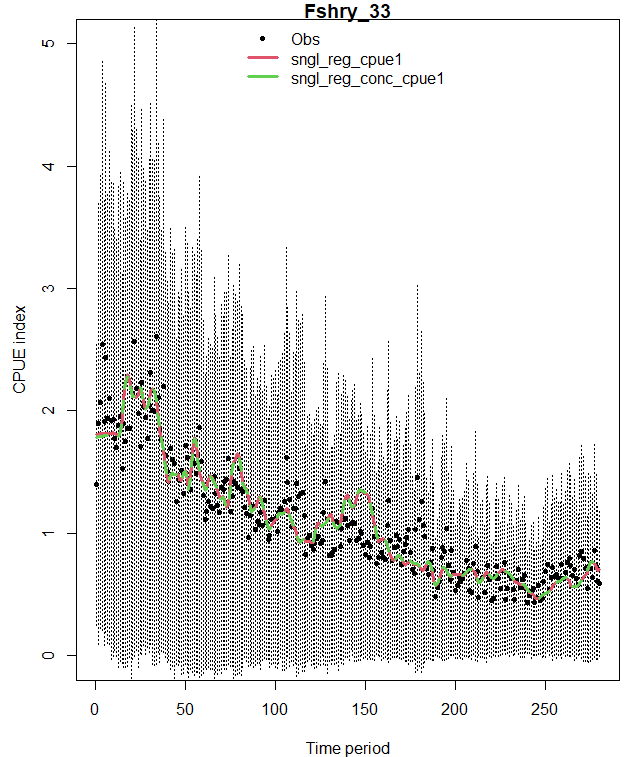 Fshry_33
Obs
sngl_reg_cpue1
sngl_reg_conc_cpue1
5
4
3
2
1
0
CPUE index
0 50 100 150 200 250
Time period